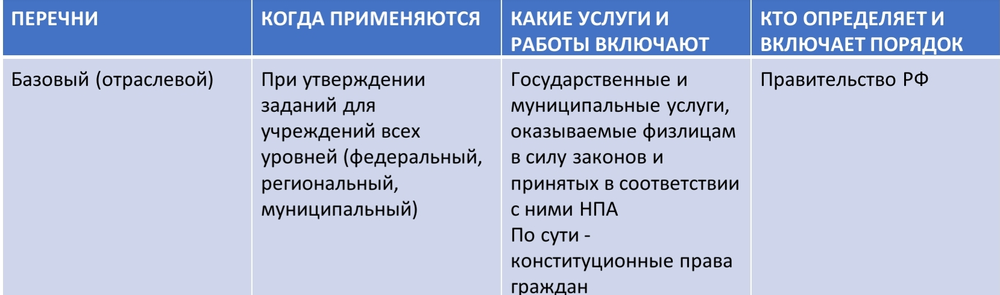 ПЕРЕЧНИ
КОГДА ПРИМЕНЯЮТСЯ
КАКИЕ УСЛУГИ И
РАБОТЫ ВКЛЮЧАЮТ
КТО ОПРЕДЕЛЯЕТ И
ВКЛЮЧАЕТ ПОРЯДОК
Базовый (отраслевой)
При утверждении
заданий для
учреждений всех
уровней (федеральный,
региональный,
муниципальный)
Государственные и
муниципальные услуги,
оказываемые физлицам
в силу законов и
принятых в соответствии
с ними НПА
По сути -
конституционные права
граждан
Правительство РФ